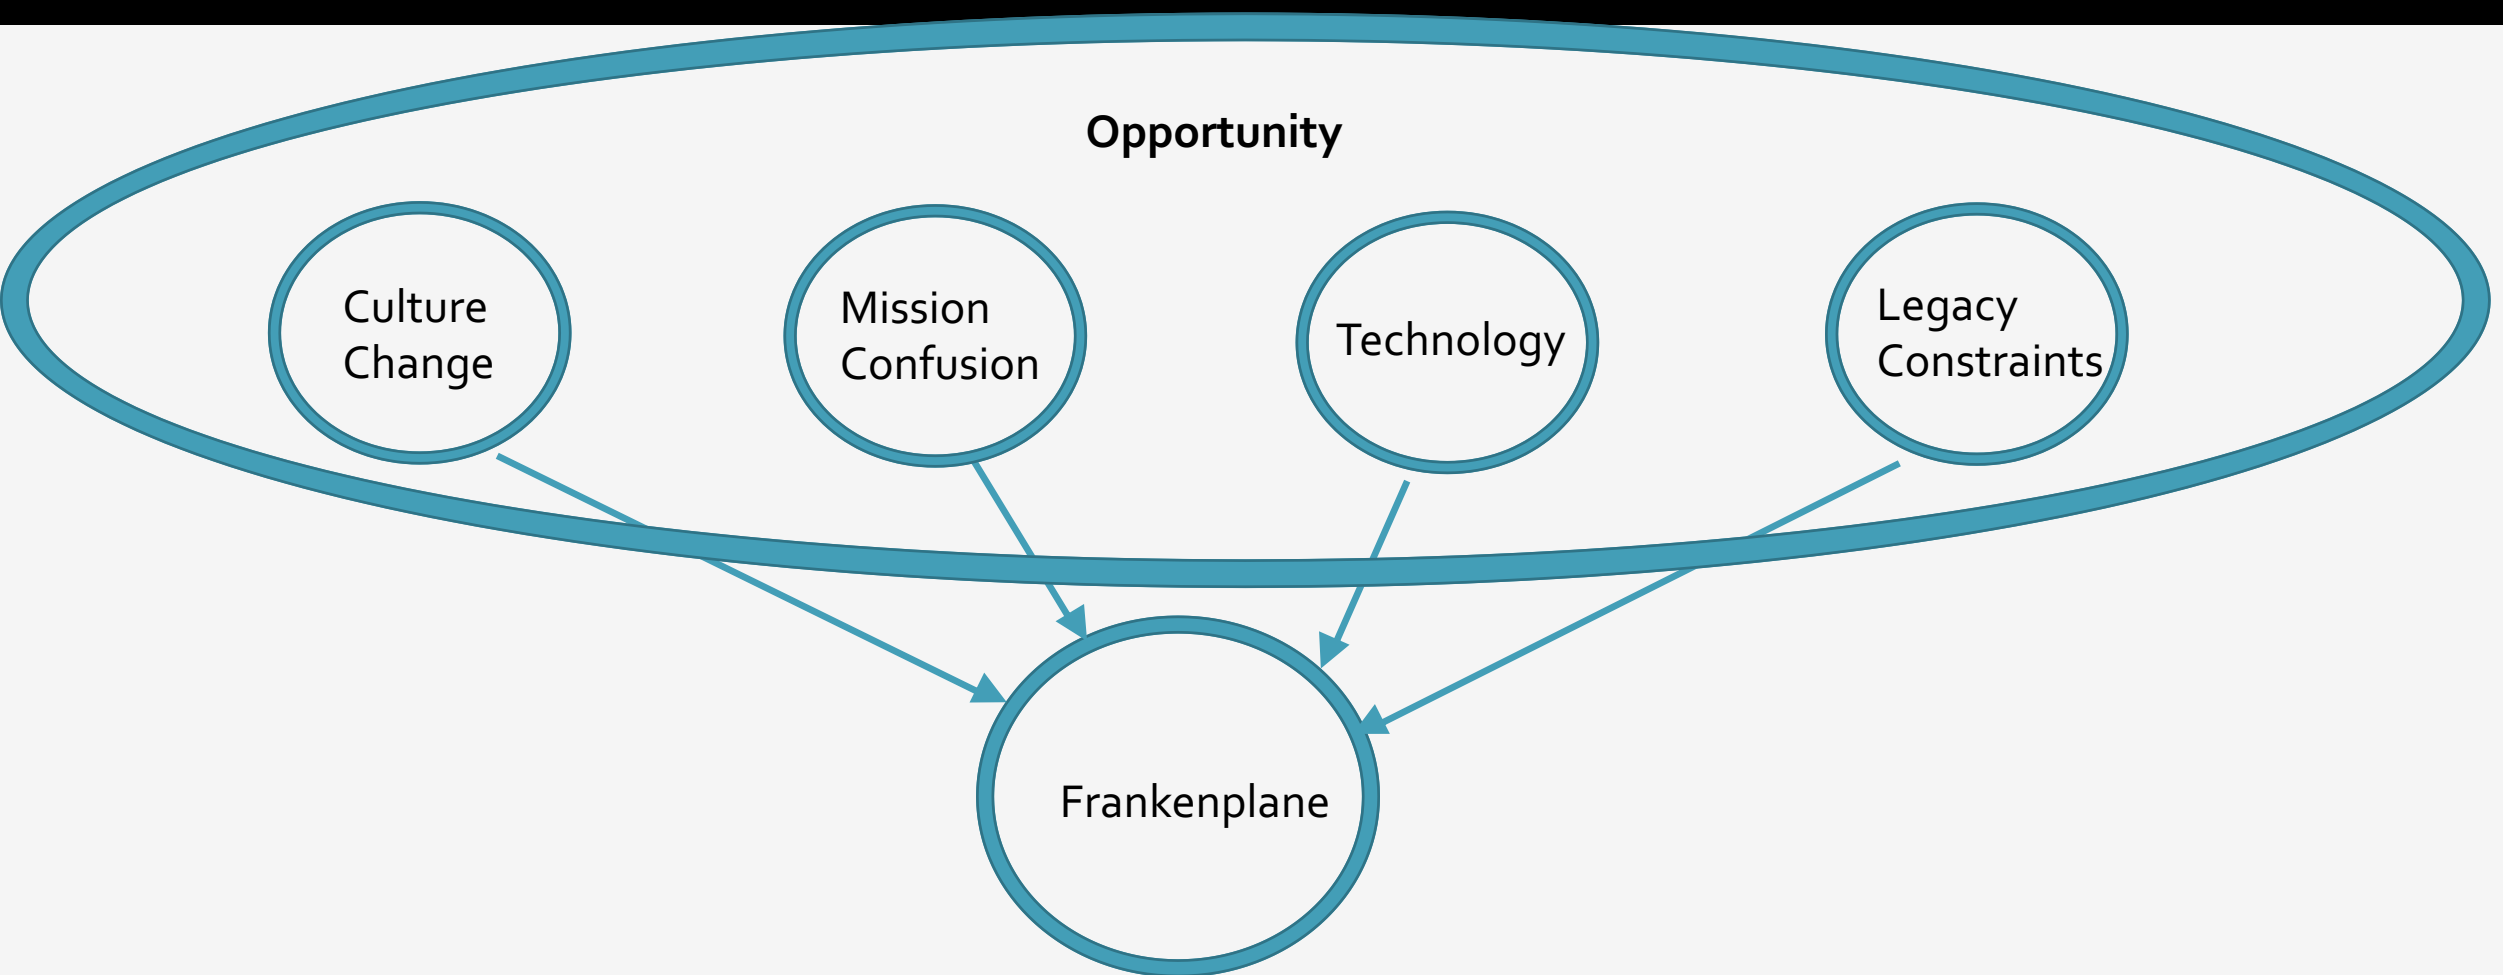 Opportunity
Culture
Change
Mission
Confusion
Technology
Legacy
Constraints
Frankenplane